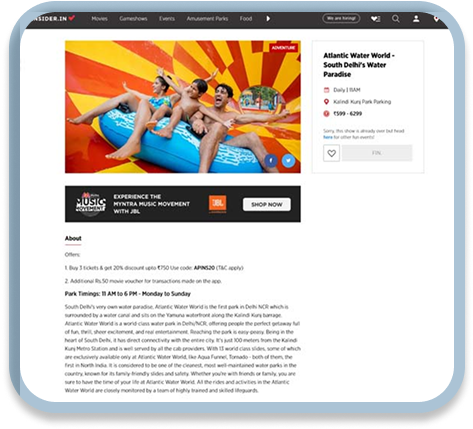 INSIDER.IN
Movies Gameshows Events Amusement Parks Food
We are hiring!
ADVENTURE
Atlantic Water World -
South Delhi's Water
Paradise
Daily | 11AM
Kalindi Kunj Park Parking
₹599 - 6299
Sorry, this show is already over but head
here for other fun events!
MUSIC
MOVEMENT
EXPERIENCE THE
MYNTRA MUSIC MOVEMENT
WITH JBL
JBL
SHOP NOW
About
Offers:
1. Buy 3 tickets & get 20% discount upto ₹750 Use code: APIN520 (T&C apply)
2. Additional Rs.50 movie voucher for transactions made on the app.
Park Timings: 11 AM to 6 PM - Monday to Sunday
South Delhi's very own water paradise, Atlantic Water World is the first park in Delhi NCR which is
surrounded by a water canal and sits on the Yamuna waterfront along the Kalindi Kunj barrage.
Atlantic Water World is a world class water park in Delhi/NCR, offering people the perfect getaway full
of fun, thrill, sheer excitement, and real entertainment. Reaching the park is easy-peasy. Being in the
heart of South Delhi, it has direct connectivity with the entire city. It's just 100 meters from the Kalindi
Kunj Metro Station and is well served by all the cab providers. With 13 world class slides, some of which
are exclusively available only at Atlantic Water World, like Aqua Funnel, Tornado - both of them, the
first in North India. It is considered to be one of the cleanest, most well-maintained water parks in the
country, known for its family-friendly slides and safety. Whether you're with friends or family, you are
sure to have the time of your life at Atlantic Water World. All the rides and activities in the Atlantic
Water World are closely monitored by a team of highly trained and skilled lifeguards.